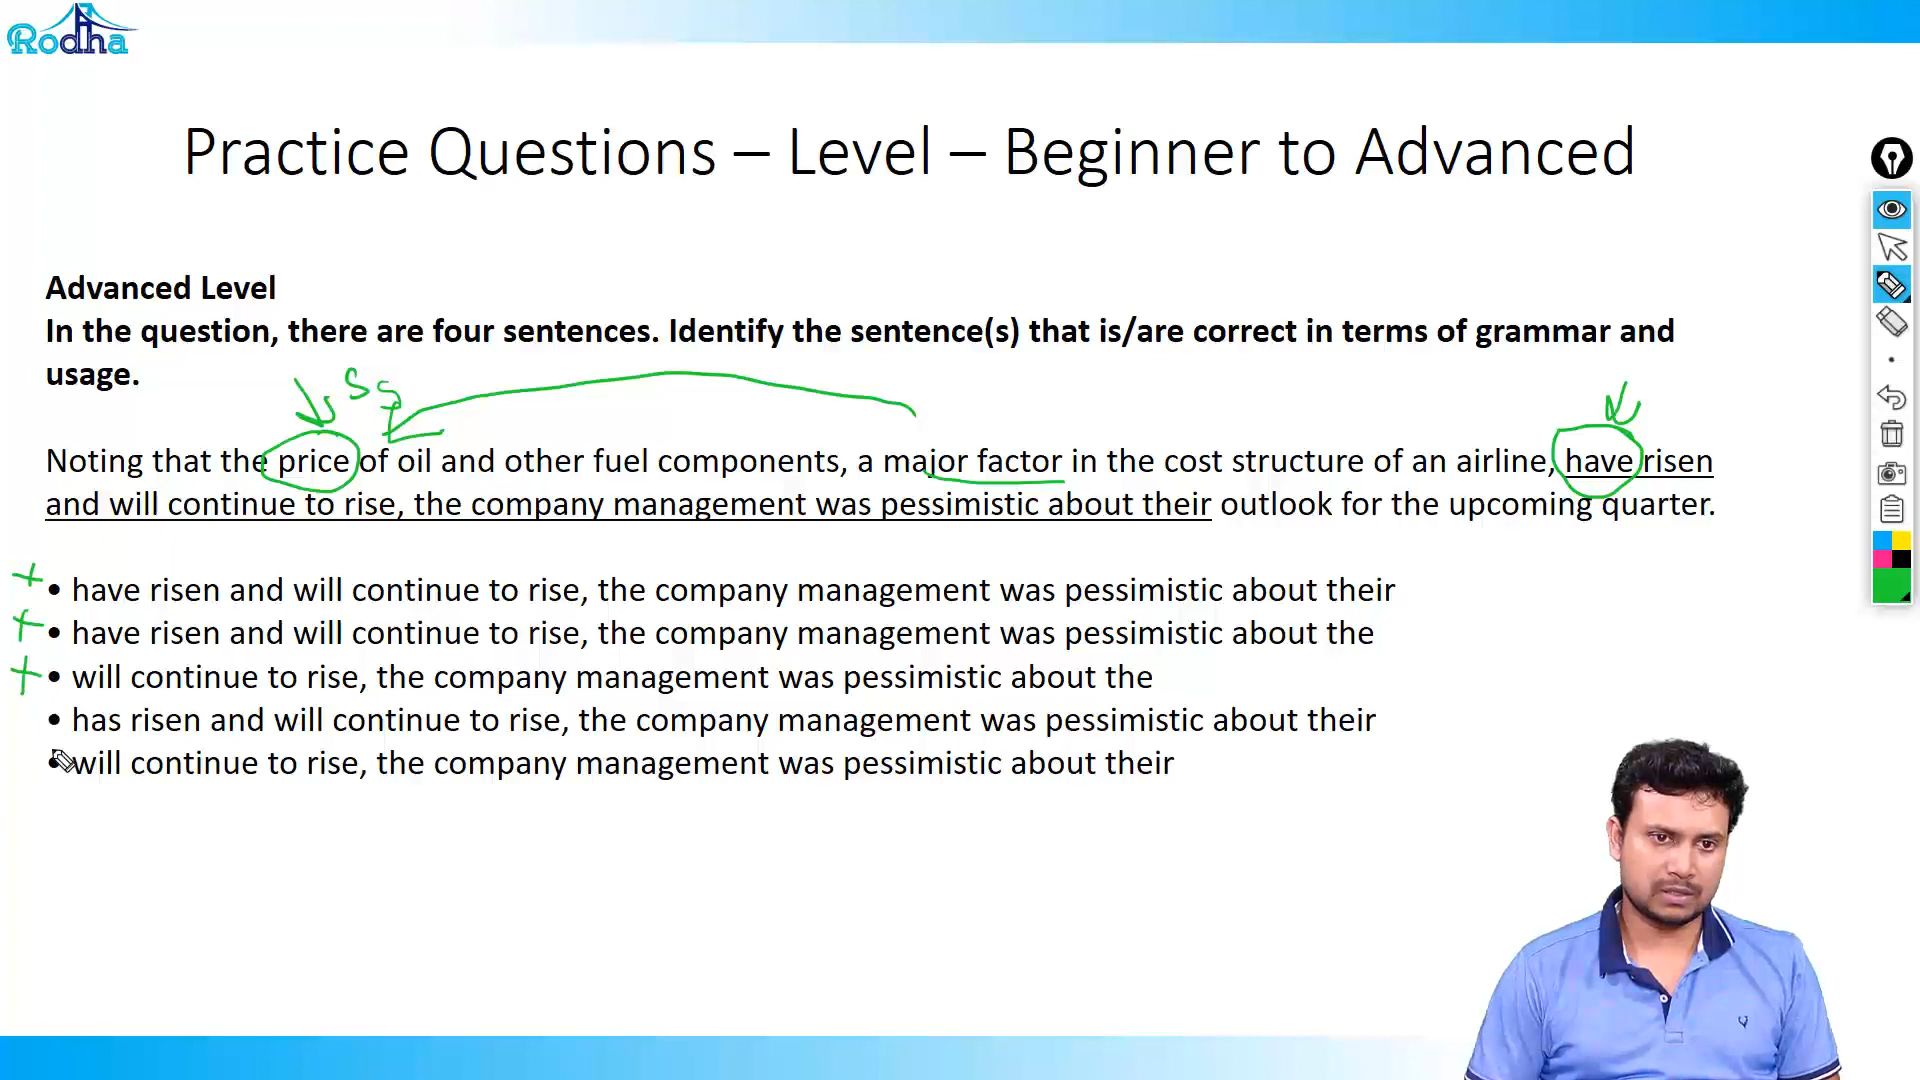 Rodha
Practice Questions – Level – Beginner to Advanced
Advanced Level
In the question, there are four sentences. Identify the sentence(s) that is/are correct in terms of grammar and
usage.
Noting that the price of oil and other fuel components, a major factor in the cost structure of an airline, have risen
and will continue to rise, the company management was pessimistic about their outlook for the upcoming quarter.
• have risen and will continue to rise, the company management was pessimistic about their
• have risen and will continue to rise, the company management was pessimistic about the
• will continue to rise, the company management was pessimistic about the
• has risen and will continue to rise, the company management was pessimistic about their
• will continue to rise, the company management was pessimistic about their